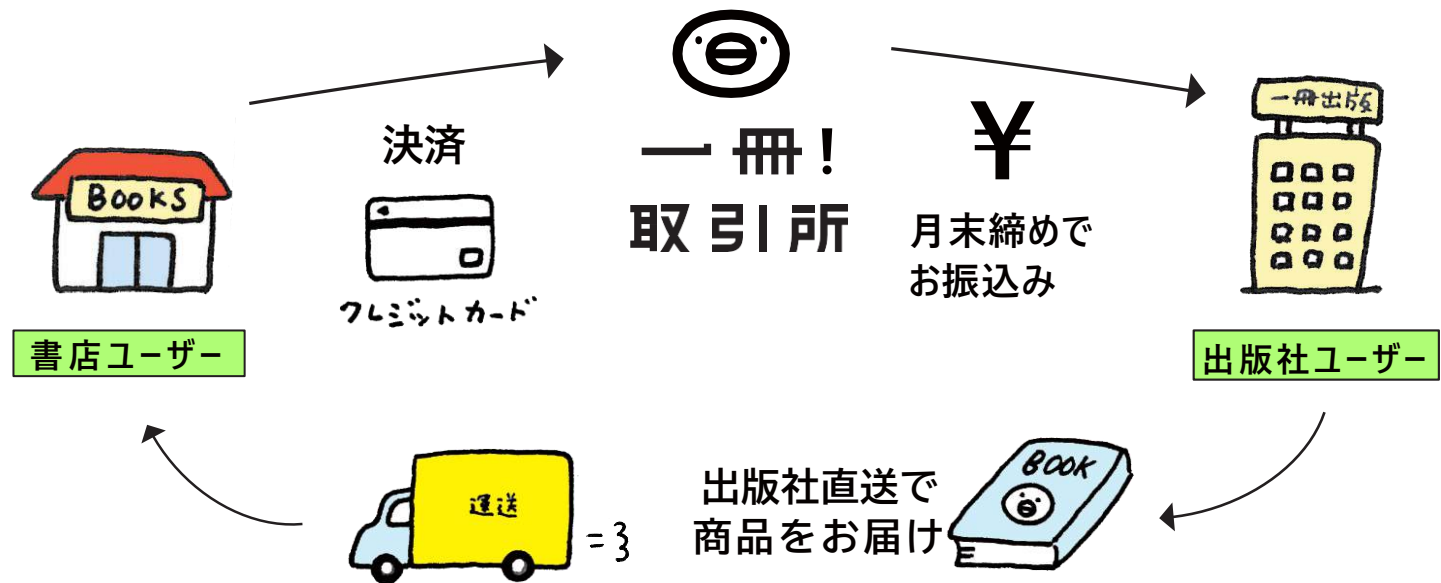 一冊!
取引所
決済
クレジットカード
¥
月末締めで
お振込み
一冊出版
BOOKS
書店ユーザー
出版社ユーザー
運送
出版社直送で
商品をお届け
BOOK